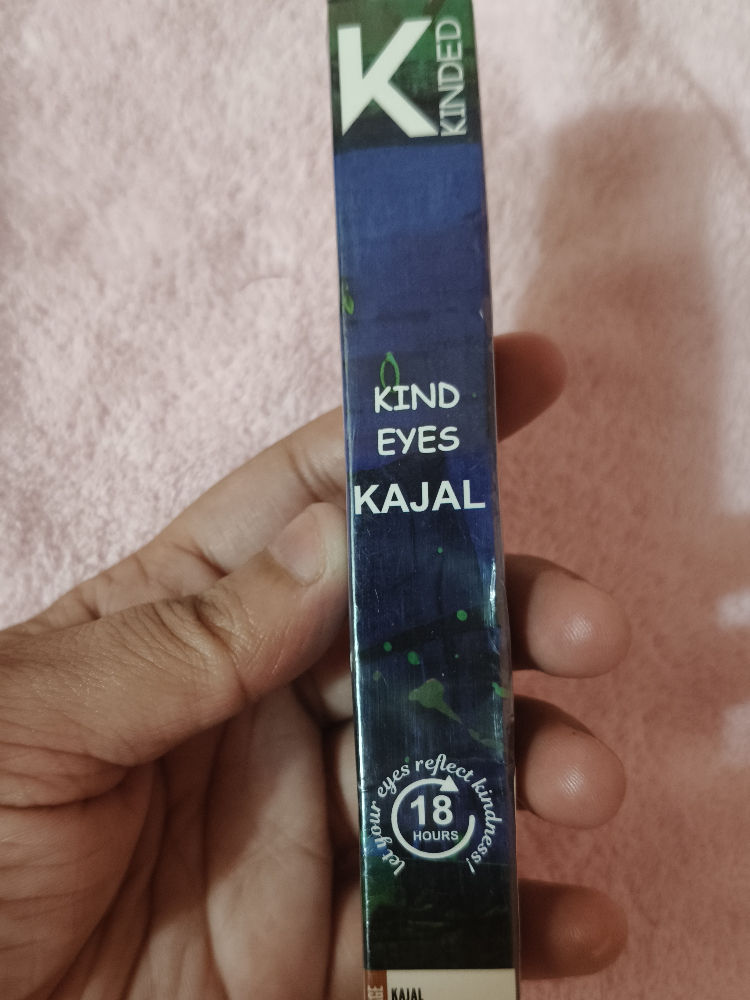 K
KINDED
KIND
EYES
KAJAL
let your eyes reflect kindness!
18
HOURS
KAJAL